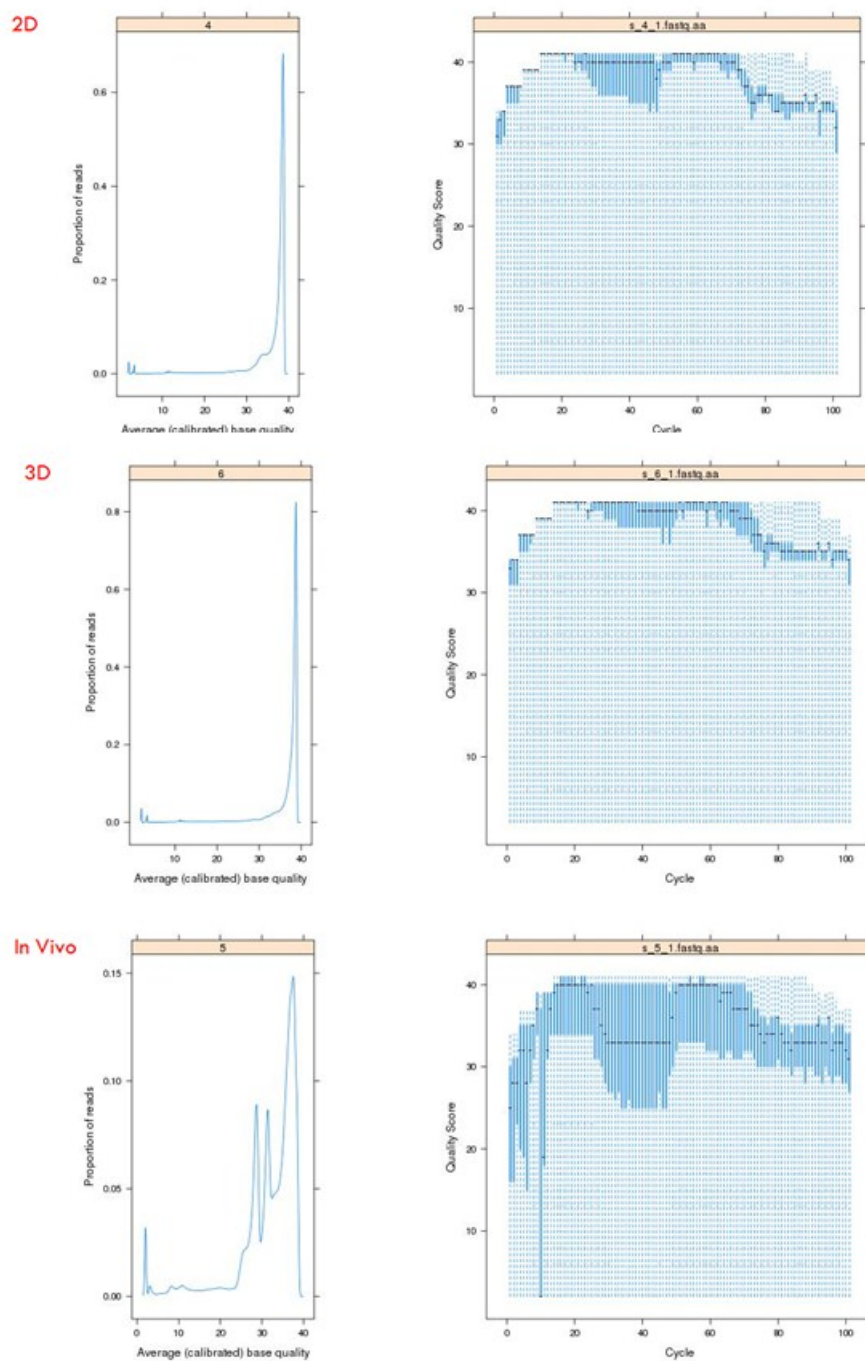 2D
4
0.6
0.4
0.2
0.0
Proportion of reads
10 20 30 40
Average (calibrated) base quality
s_4_1.fastq.aa
40
30
20
10
Quality Score
0 20 40 60 80 100
Cycle
3D
6
0.8
0.6
0.4
0.2
0.0
Proportion of reads
10 20 30 40
Average (calibrated) base quality
s_6_1.fastq.aa
40
30
20
10
Quality Score
0 20 40 60 80 100
Cycle
In Vivo
5
0.15
0.10
0.05
0.00
Proportion of reads
0 10 20 30 40
Average (calibrated) base quality
s_5_1.fastq.aa
40
30
20
10
Quality Score
0 20 40 60 80 100
Cycle